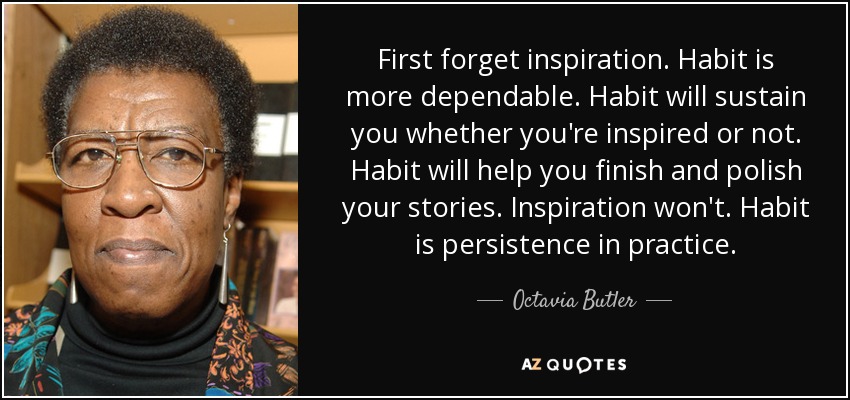 First forget inspiration. Habit is
more dependable. Habit will sustain
you whether you're inspired or not.
Habit will help you finish and polish
your stories. Inspiration won't. Habit
is persistence in practice.
Octavia Butler
AZ QUOTES